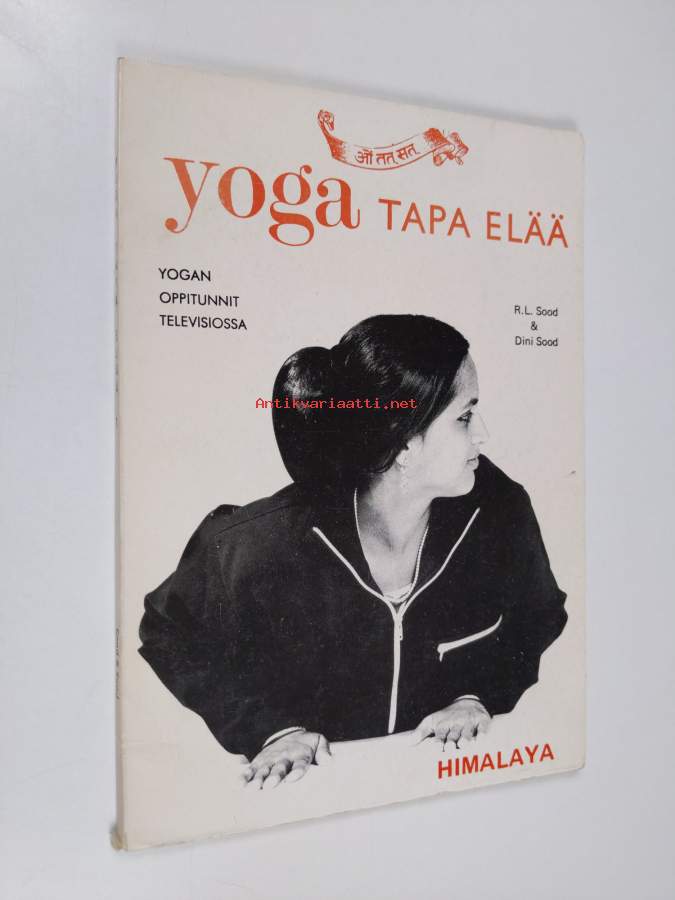 ओं तत् सत्
yoga TAPA ELÄÄ
YOGAN
OPPITUNNIT
TELEVISIOSSA
R.L. Sood
&
Dini Sood
Antikvariaatti.net
HIMALAYA